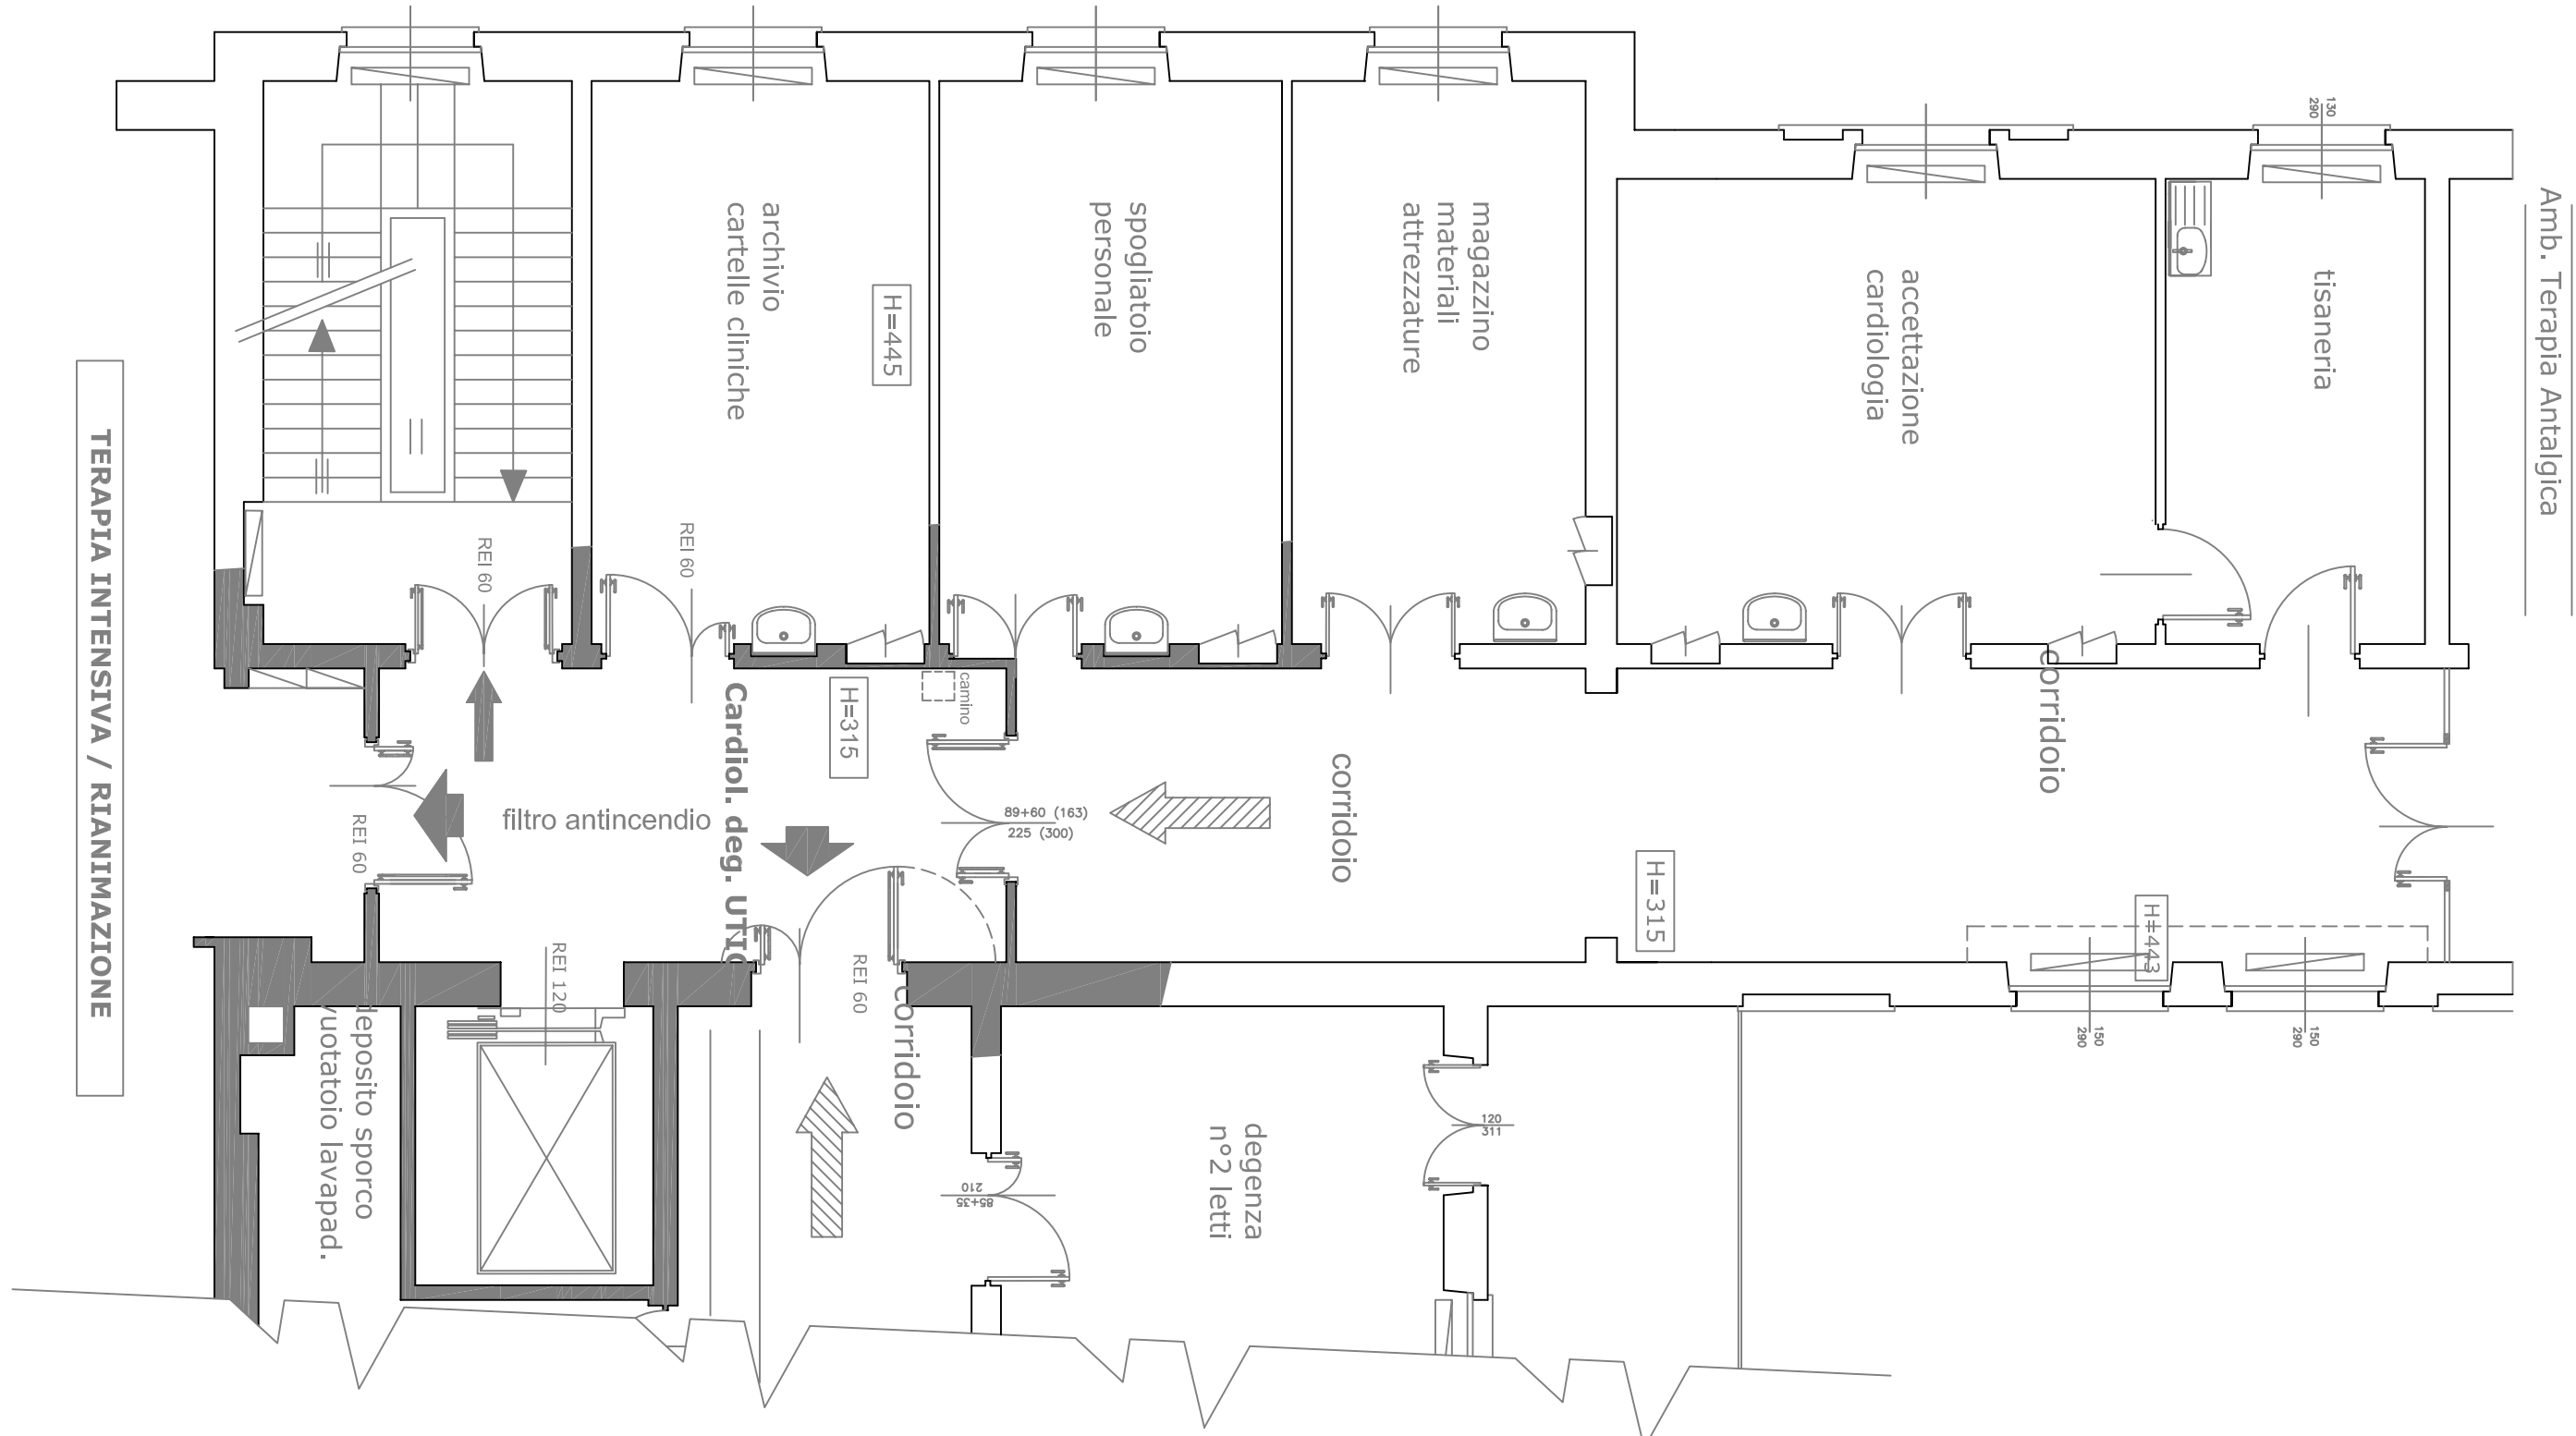 TERAPIA INTENSIVA / RIANIMAZIONE
archivio
cartelle cliniche
H=445
spogliatoio
personale
magazzino
materiali
attrezzature
accettazione
cardiologia
130
290
tisaneria
Amb. Terapia Antalgica
REI 60
REI 60
camino
H=315
Cardiol. deg. UTIC
filtro antincendio
REI 60
89+60 (163)
225 (300)
corridoio
corridoio
H=315
H=443
REI 120
REI 60
corridoio
deposito sporco
vuotatoio lavapad.
85+35
210
degenza
n°2 letti
120
311
150
290
150
290